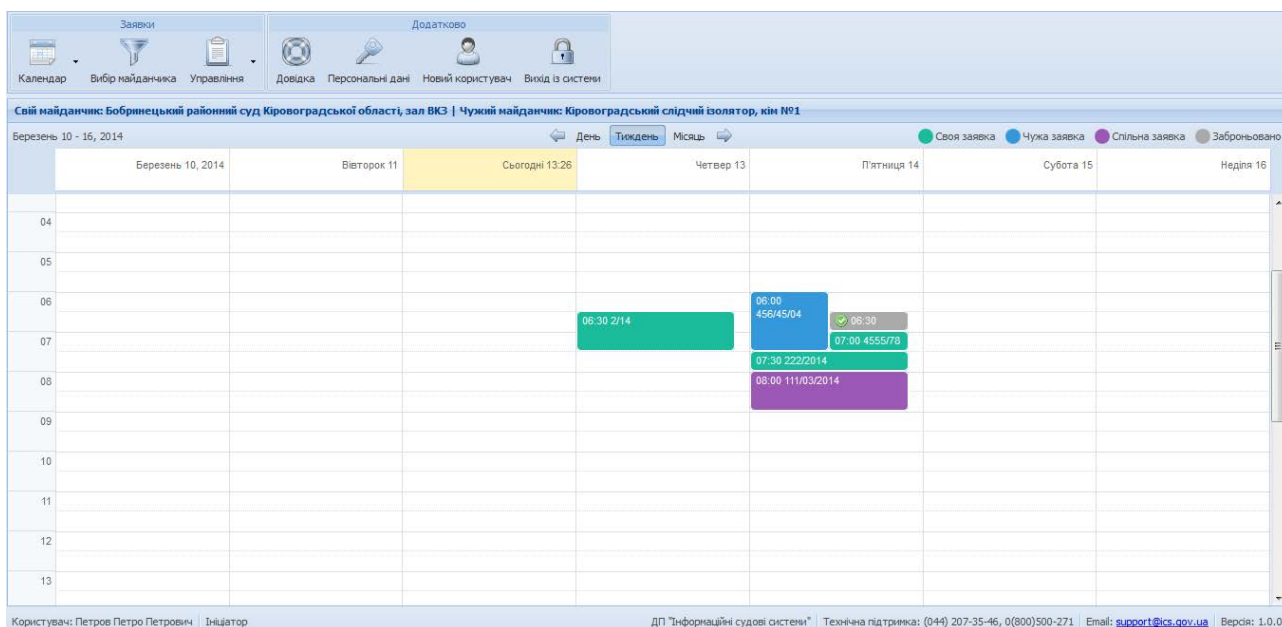 Заявки
Додатково
Календар Вибір майданчика Управління Довідка Персональні дані Новий користувач Вихід із системи
Свій майданчик: Бобринецький районний суд Кіровоградської області, зал ВКЗ | Чужий майданчик: Кіровоградський слідчий ізолятор, кім №1
Березень 10 - 16, 2014 День Тиждень Місяць Своя заявка Чужа заявка Спільна заявка Заброньовано
Березень 10, 2014 Вівторок 11 Сьогодні 13:26 Четвер 13 П'ятниця 14 Субота 15 Неділя 16
04
05
06
06:00
456/45/04
06:30 2/14
06:30
07
07:00 4555/78
07:30 222/2014
08
08:00 111/03/2014
09
10
11
12
13
Користувач: Петров Петро Петрович Ініціатор ДП "Інформаційні судові системи" Технічна підтримка: (044) 207-35-46, 0(800)500-271 Email: support@ics.gov.ua Версія: 1.0.0